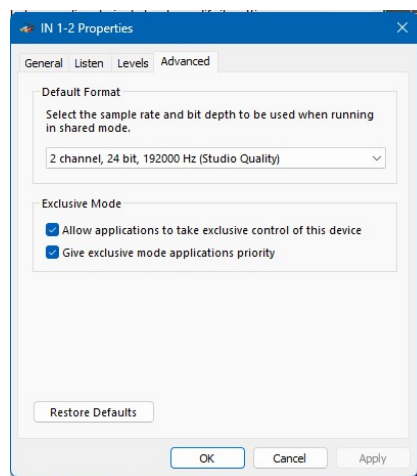 IN 1-2 Properties
General Listen Levels Advanced
Default Format
Select the sample rate and bit depth to be used when running
in shared mode.
2 channel, 24 bit, 192000 Hz (Studio Quality)
Exclusive Mode
Allow applications to take exclusive control of this device
Give exclusive mode applications priority
Restore Defaults
OK Cancel Apply